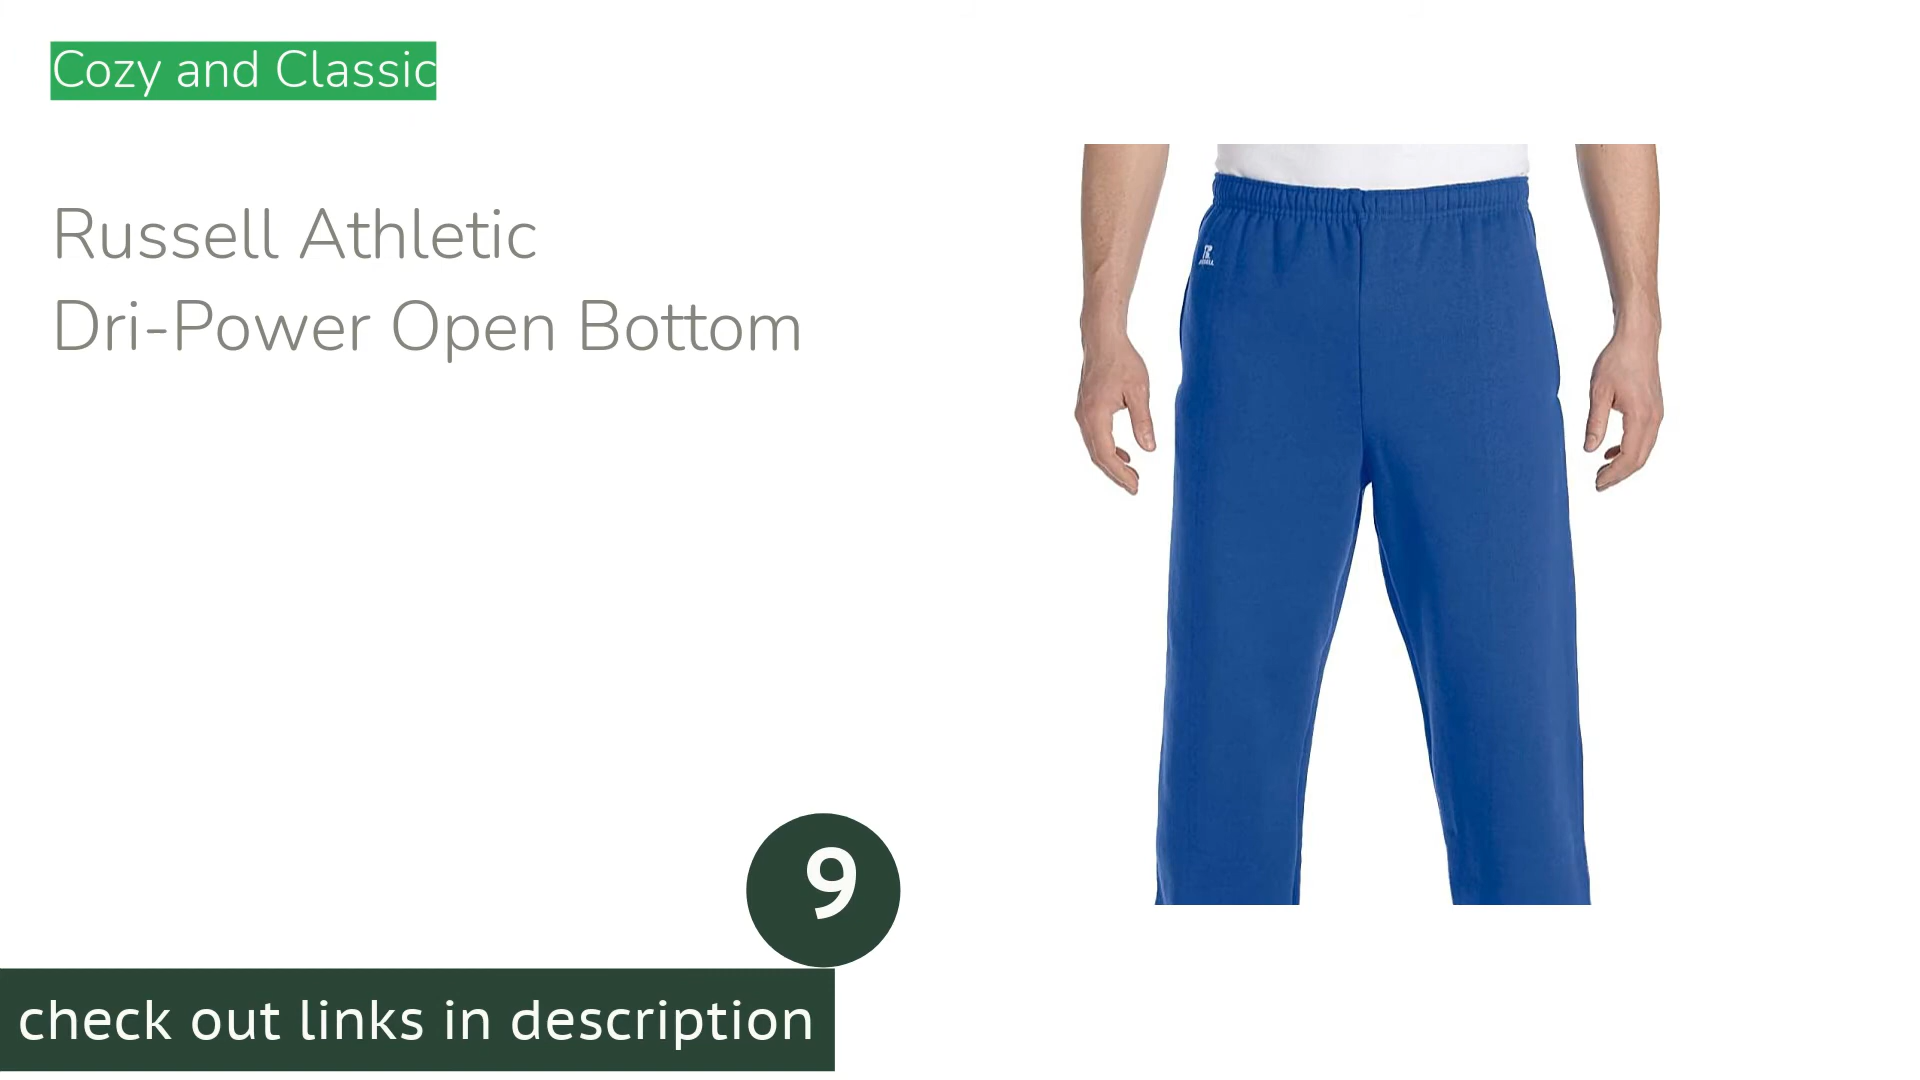 Cozy and Classic
Russell Athletic
Dri-Power Open Bottom
9
check out links in description